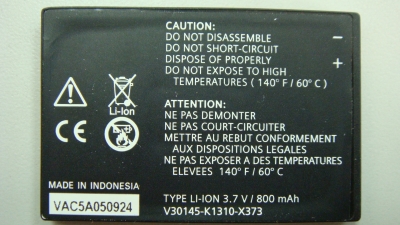 CAUTION:
DO NOT DISASSEMBLE
DO NOT SHORT-CIRCUIT
DISPOSE OF PROPERLY
DO NOT EXPOSE TO HIGH
TEMPERATURES ( 140°F / 60°C )
−
+
Li-Ion
ATTENTION:
NE PAS DEMONTER
NE PAS COURT-CIRCUITER
METTRE AU REBUT CONFORMEMENT
AUX DISPOSITIONS LEGALES
NE PAS EXPOSER A DES TEMPERATURES
ELEVEES 140°F / 60°C
CE
MADE IN INDONESIA
VAC5A050924
TYPE LI-ION 3.7 V / 800 mAh
V30145-K1310-X373